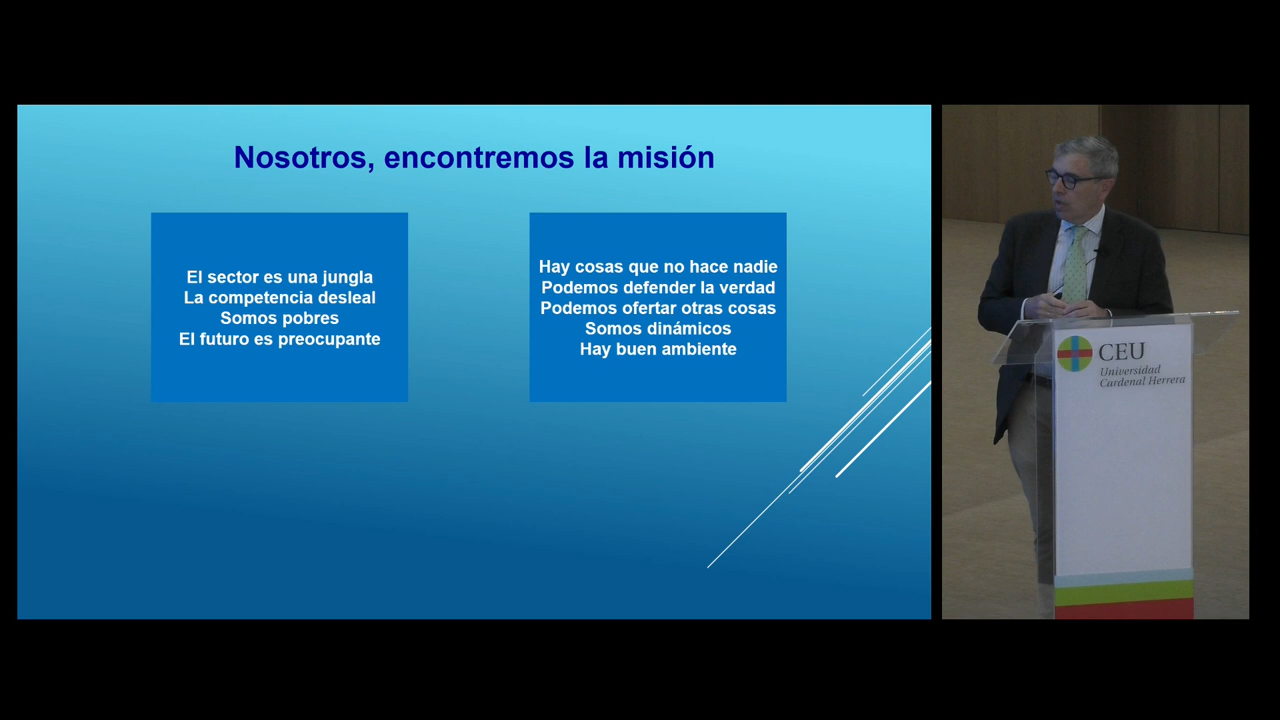 Nosotros, encontremos la misión
El sector es una jungla
La competencia desleal
Somos pobres
El futuro es preocupante
Hay cosas que no hace nadie
Podemos defender la verdad
Podemos ofertar otras cosas
Somos dinámicos
Hay buen ambiente
CEU
Universidad
Cardenal Herrera